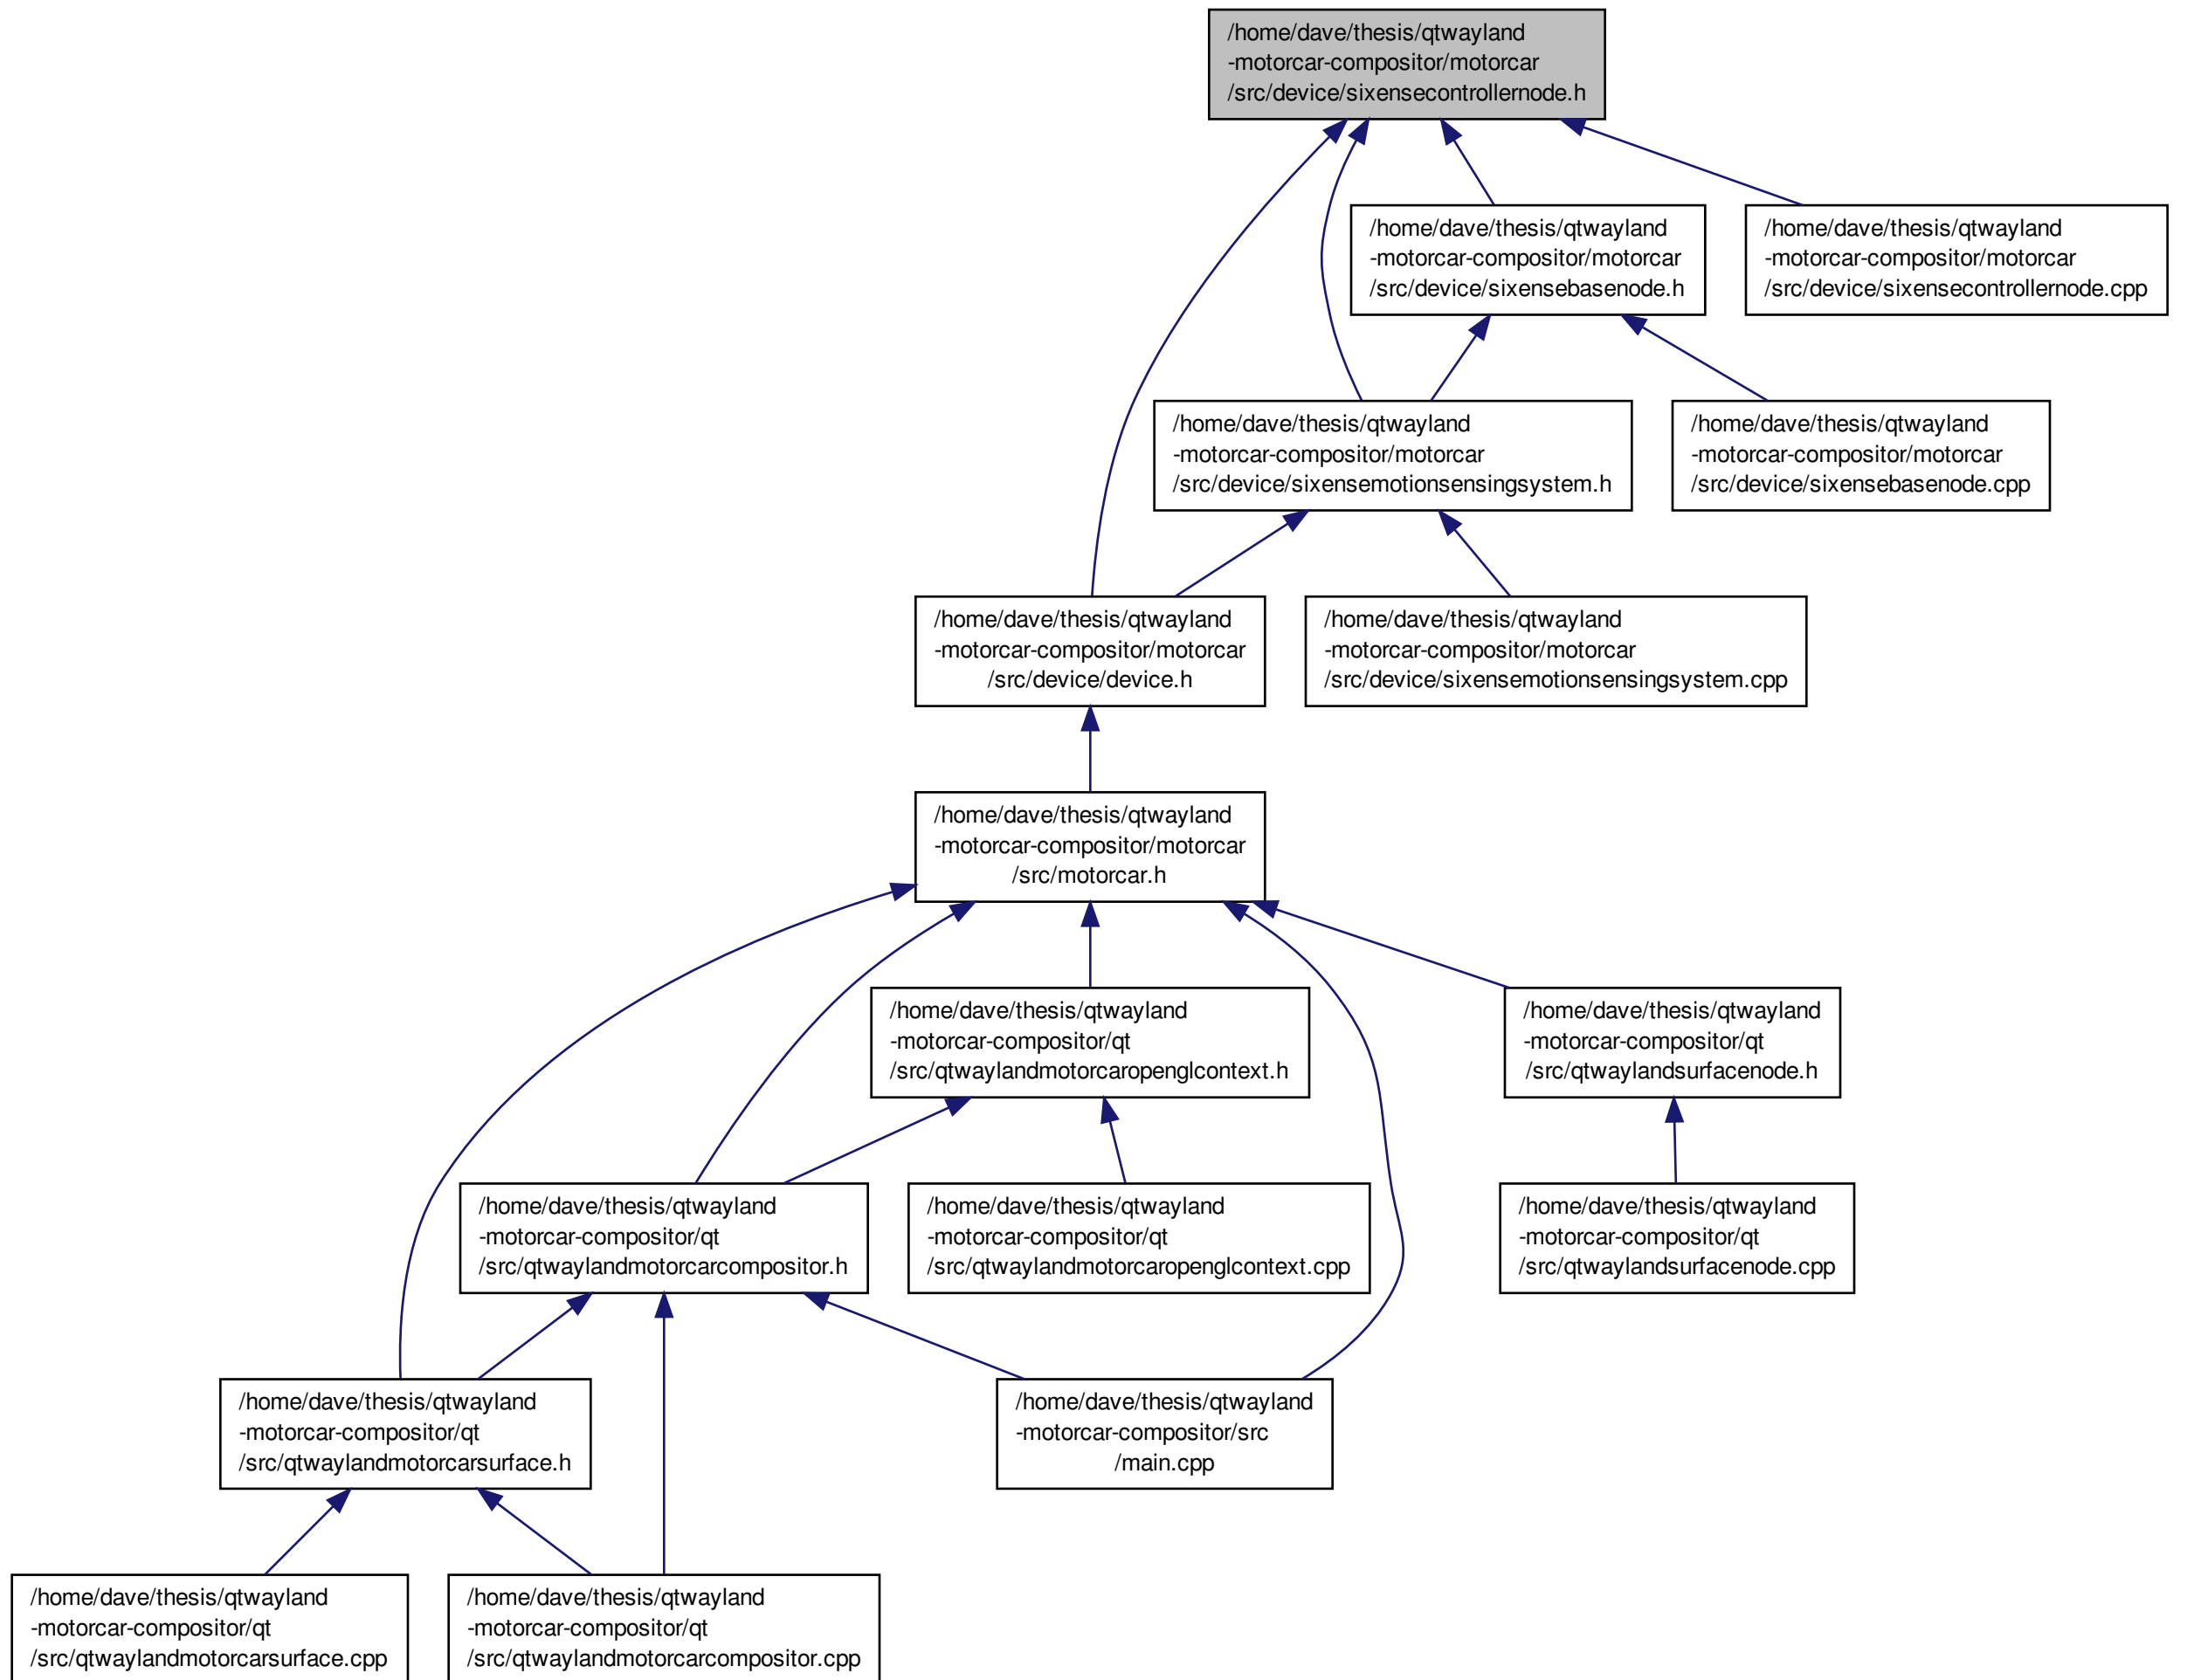 /home/dave/thesis/qtwayland
-motorcar-compositor/motorcar
/src/device/sixensecontrollernode.h
/home/dave/thesis/qtwayland
-motorcar-compositor/motorcar
/src/device/sixensebasenode.h
/home/dave/thesis/qtwayland
-motorcar-compositor/motorcar
/src/device/sixensecontrollernode.cpp
/home/dave/thesis/qtwayland
-motorcar-compositor/motorcar
/src/device/sixensemotionsensingsystem.h
/home/dave/thesis/qtwayland
-motorcar-compositor/motorcar
/src/device/sixensebasenode.cpp
/home/dave/thesis/qtwayland
-motorcar-compositor/motorcar
/src/device/device.h
/home/dave/thesis/qtwayland
-motorcar-compositor/motorcar
/src/device/sixensemotionsensingsystem.cpp
/home/dave/thesis/qtwayland
-motorcar-compositor/motorcar
/src/motorcar.h
/home/dave/thesis/qtwayland
-motorcar-compositor/qt
/src/qtwaylandmotorcaropenglcontext.h
/home/dave/thesis/qtwayland
-motorcar-compositor/qt
/src/qtwaylandsurfacenode.h
/home/dave/thesis/qtwayland
-motorcar-compositor/qt
/src/qtwaylandmotorcarcompositor.h
/home/dave/thesis/qtwayland
-motorcar-compositor/qt
/src/qtwaylandmotorcaropenglcontext.cpp
/home/dave/thesis/qtwayland
-motorcar-compositor/qt
/src/qtwaylandsurfacenode.cpp
/home/dave/thesis/qtwayland
-motorcar-compositor/qt
/src/qtwaylandmotorcarsurface.h
/home/dave/thesis/qtwayland
-motorcar-compositor/src
/main.cpp
/home/dave/thesis/qtwayland
-motorcar-compositor/qt
/src/qtwaylandmotorcarsurface.cpp
/home/dave/thesis/qtwayland
-motorcar-compositor/qt
/src/qtwaylandmotorcarcompositor.cpp